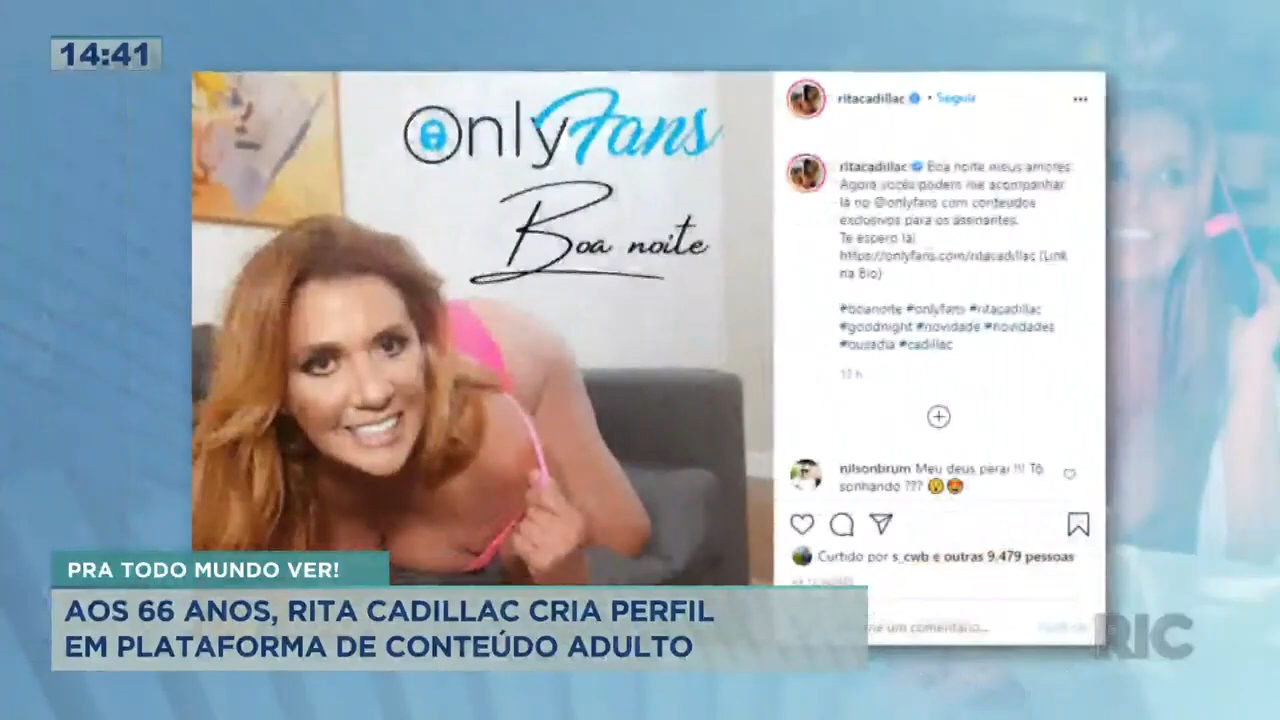 14:41
OnlyFans
Boa noite
ritacadillac • Seguir
ritacadillac Boa noite meus amores
Agora vocês podem me acompanhar
lá no @onlyfans com conteúdos
exclusivos para os assinantes.
Te espero lá!
https://onlyfans.com/ritacadillac (Link
na Bio)
#boanoite #onlyfans #ritacadillac
#goodnight #novidade #novidades
#ousadia #cadillac
nilsonbrum Meu deus perai !!! Tô
sonhando ???
Curtido por s_cwb e outras 9.479 pessoas
um comentário...
PRA TODO MUNDO VER!
AOS 66 ANOS, RITA CADILLAC CRIA PERFIL
EM PLATAFORMA DE CONTEÚDO ADULTO
RIC